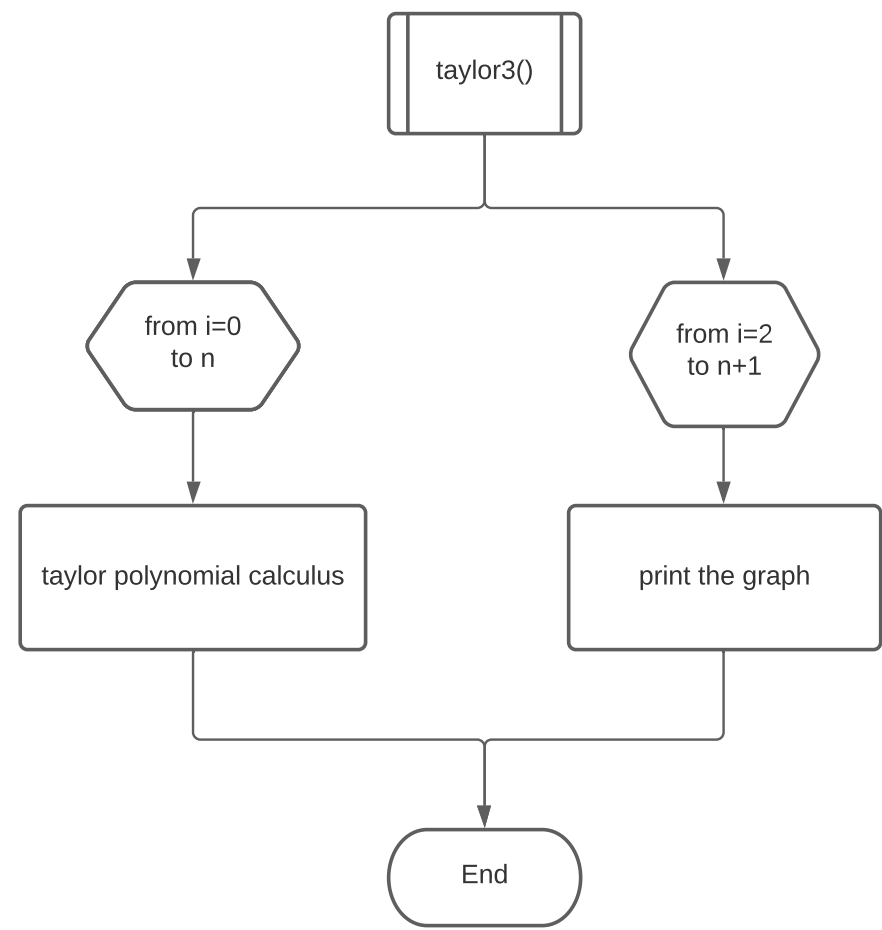 taylor3()
from i=0
to n
from i=2
to n+1
taylor polynomial calculus
print the graph
End